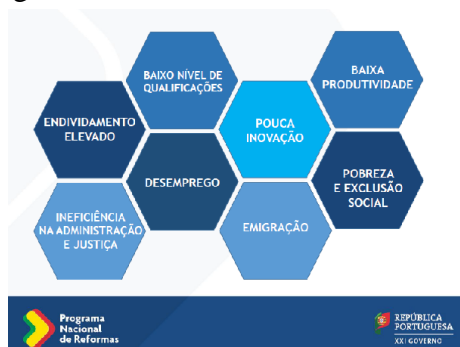 BAIXO NÍVEL DE
QUALIFICAÇÕES
BAIXA
PRODUTIVIDADE
ENDIVIDAMENTO
ELEVADO
POUCA
INOVAÇÃO
DESEMPREGO
POBREZA
E EXCLUSÃO
SOCIAL
INEFICIÊNCIA
NA ADMINISTRAÇÃO
E JUSTIÇA
EMIGRAÇÃO
Programa
Nacional
de Reformas
REPÚBLICA
PORTUGUESA
XXI GOVERNO